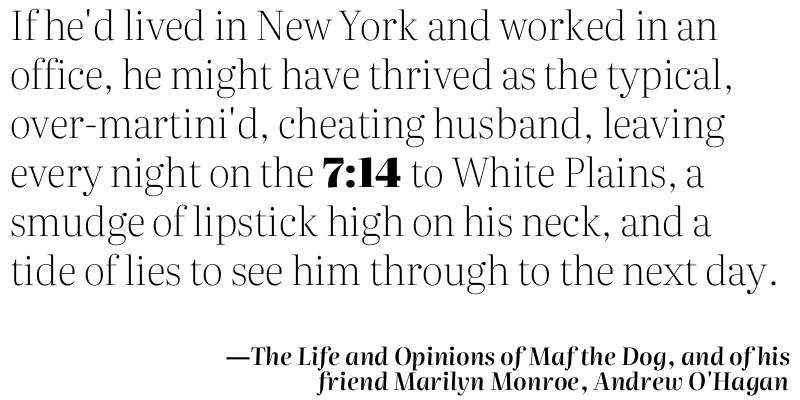 If he'd lived in New York and worked in an
office, he might have thrived as the typical,
over-martini'd, cheating husband, leaving
every night on the 7:14 to White Plains, a
smudge of lipstick high on his neck, and a
tide of lies to see him through to the next day.
—The Life and Opinions of Maf the Dog, and of his
friend Marilyn Monroe, Andrew O'Hagan